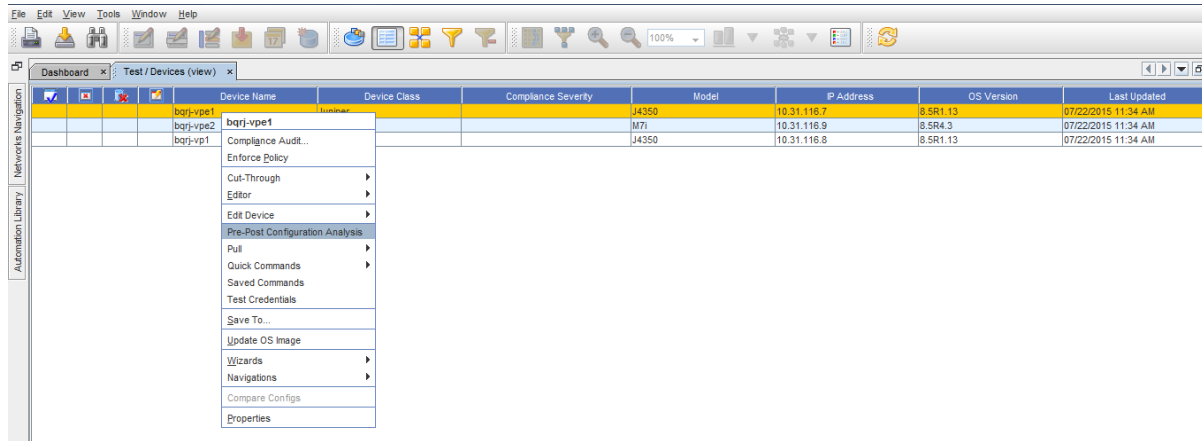 File Edit View Tools Window Help
17 100%
Dashboard × Test / Devices (view) ×
Networks Navigation
Automation Library
Device Name Device Class Compliance Severity Model IP Address OS Version Last Updated
bqrj-vpe1 Juniper J4350 10.31.116.7 8.5R1.13 07/22/2015 11:34 AM
bqrj-vpe2 M7i 10.31.116.9 8.5R4.3 07/22/2015 11:34 AM
bqrj-vp1 J4350 10.31.116.8 8.5R1.13 07/22/2015 11:34 AM
bqrj-vpe1
Compliance Audit...
Enforce Policy
Cut-Through
Editor
Edit Device
Pre-Post Configuration Analysis
Pull
Quick Commands
Saved Commands
Test Credentials
Save To...
Update OS Image
Wizards
Navigations
Compare Configs
Properties